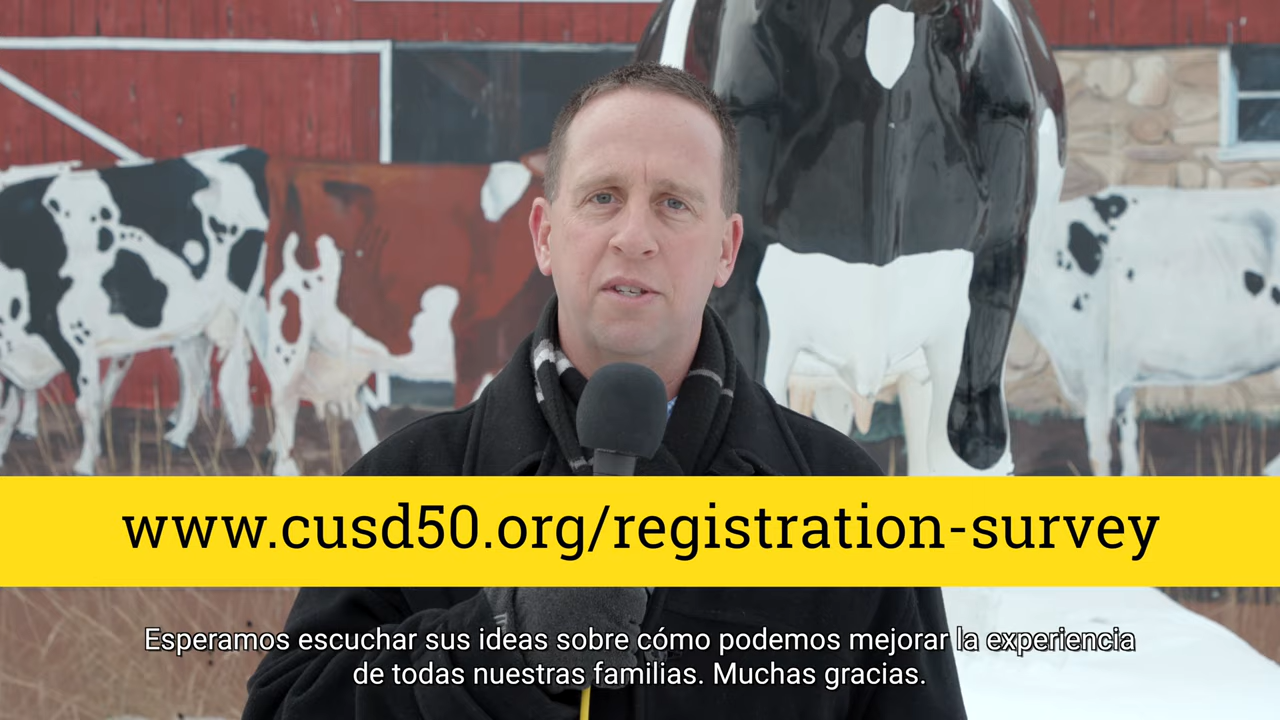 www.cusd50.org/registration-survey
Esperamos escuchar sus ideas sobre cómo podemos mejorar la experiencia
de todas nuestras familias. Muchas gracias.